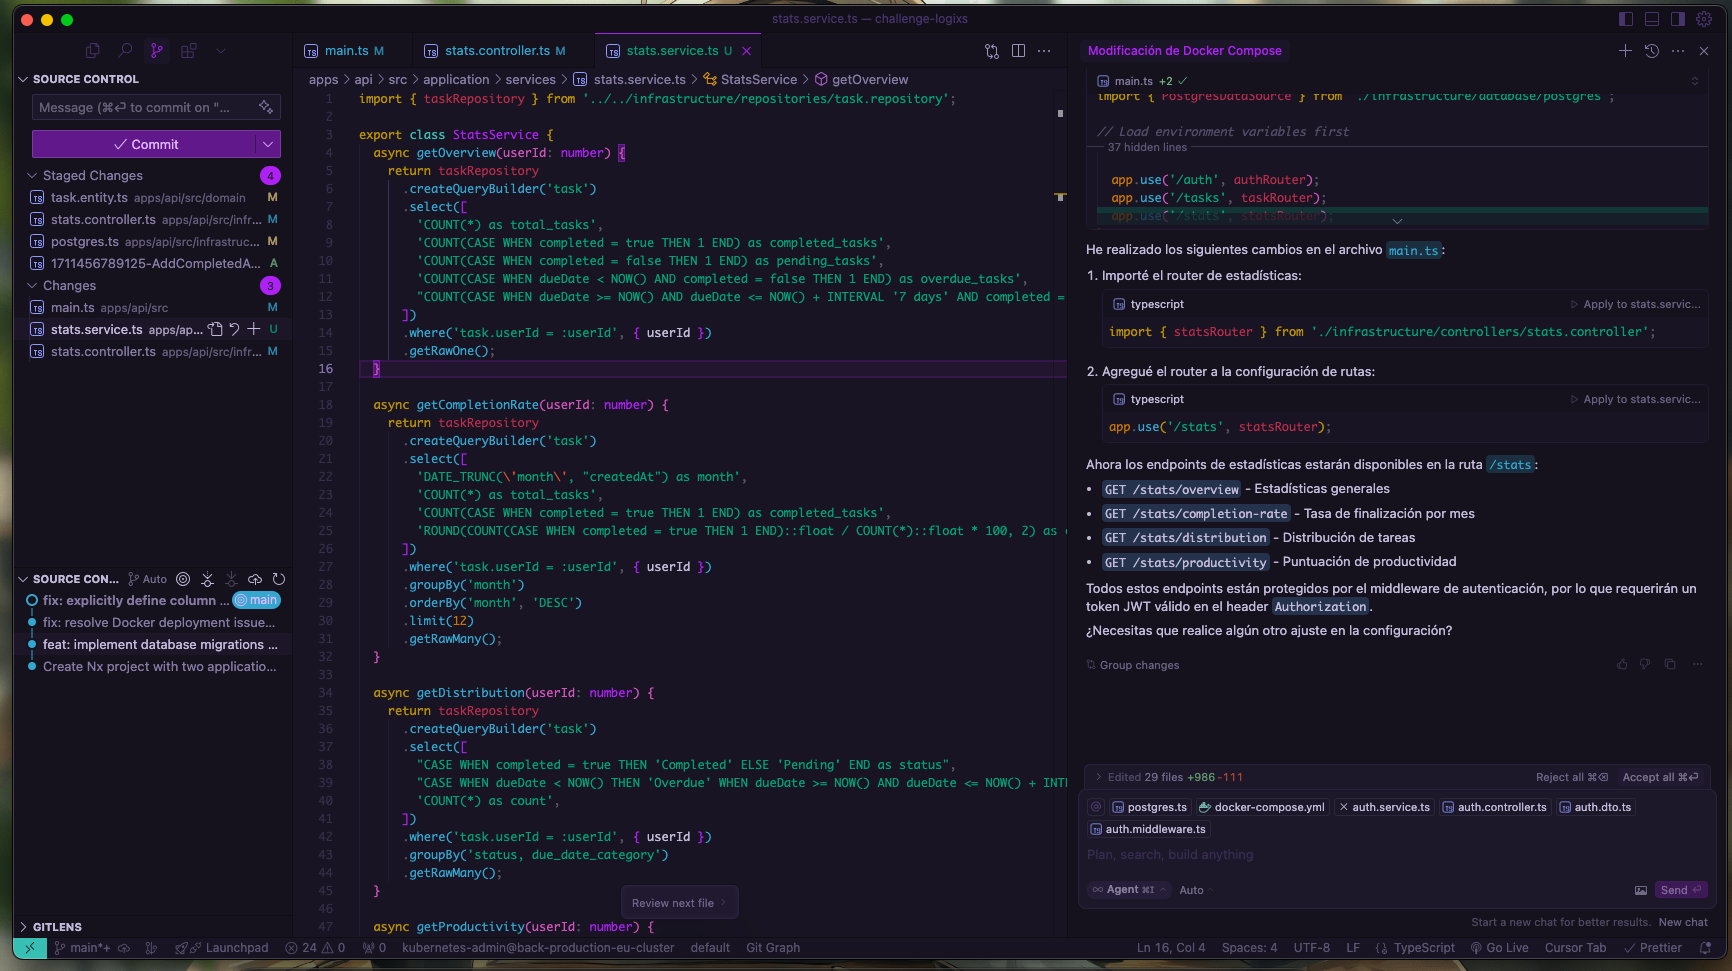 stats.service.ts — challenge-logixs
SOURCE CONTROL
Message (⌘⏎ to commit on "...
Commit
Staged Changes 4
task.entity.ts apps/api/src/domain M
stats.controller.ts apps/api/src/infr... M
postgres.ts apps/api/src/infrastruc... M
1711456789125-AddCompletedA... A
Changes 3
main.ts apps/api/src M
stats.service.ts apps/ap... U
stats.controller.ts apps/api/src/infr... M
SOURCE CON... Auto
fix: explicitly define column ... main
fix: resolve Docker deployment issue...
feat: implement database migrations ...
Create Nx project with two applicatio...
GITLENS
main.ts M
stats.controller.ts M
stats.service.ts U
apps > api > src > application > services > stats.service.ts > StatsService > getOverview
1 import { taskRepository } from '../../infrastructure/repositories/task.repository';
2
3 export class StatsService {
4 async getOverview(userId: number) {
5 return taskRepository
6 .createQueryBuilder('task')
7 .select([
8 'COUNT(*) as total_tasks',
9 'COUNT(CASE WHEN completed = true THEN 1 END) as completed_tasks',
10 'COUNT(CASE WHEN completed = false THEN 1 END) as pending_tasks',
11 'COUNT(CASE WHEN dueDate < NOW() AND completed = false THEN 1 END) as overdue_tasks',
12 "COUNT(CASE WHEN dueDate >= NOW() AND dueDate <= NOW() + INTERVAL '7 days' AND completed =
13 ])
14 .where('task.userId = :userId', { userId })
15 .getRawOne();
16 }
17
18 async getCompletionRate(userId: number) {
19 return taskRepository
20 .createQueryBuilder('task')
21 .select([
22 'DATE_TRUNC(\'month\', "createdAt") as month',
23 'COUNT(*) as total_tasks',
24 'COUNT(CASE WHEN completed = true THEN 1 END) as completed_tasks',
25 'ROUND(COUNT(CASE WHEN completed = true THEN 1 END)::float / COUNT(*)::float * 100, 2) as
26 ])
27 .where('task.userId = :userId', { userId })
28 .groupBy('month')
29 .orderBy('month', 'DESC')
30 .limit(12)
31 .getRawMany();
32 }
33
34 async getDistribution(userId: number) {
35 return taskRepository
36 .createQueryBuilder('task')
37 .select([
38 "CASE WHEN completed = true THEN 'Completed' ELSE 'Pending' END as status",
39 "CASE WHEN dueDate < NOW() THEN 'Overdue' WHEN dueDate >= NOW() AND dueDate <= NOW() + INTE
40 'COUNT(*) as count',
41 ])
42 .where('task.userId = :userId', { userId })
43 .groupBy('status, due_date_category')
44 .getRawMany();
45 }
46
47 async getProductivity(userId: number) {
Review next file >
Modificación de Docker Compose
main.ts +2
import { PostgresDataSource } from './infrastructure/database/postgres';
// Load environment variables first
37 hidden lines
app.use('/auth', authRouter);
app.use('/tasks', taskRouter);
app.use('/stats', statsRouter);
He realizado los siguientes cambios en el archivo main.ts:
1. Importé el router de estadísticas:
typescript Apply to stats.servic...
import { statsRouter } from './infrastructure/controllers/stats.controller';
2. Agregué el router a la configuración de rutas:
typescript Apply to stats.servic...
app.use('/stats', statsRouter);
Ahora los endpoints de estadísticas estarán disponibles en la ruta /stats:
• GET /stats/overview - Estadísticas generales
• GET /stats/completion-rate - Tasa de finalización por mes
• GET /stats/distribution - Distribución de tareas
• GET /stats/productivity - Puntuación de productividad
Todos estos endpoints están protegidos por el middleware de autenticación, por lo que requerirán un
token JWT válido en el header Authorization.
¿Necesitas que realice algún otro ajuste en la configuración?
Group changes
Edited 29 files +986 -111 Reject all ⌘⌫ Accept all ⌘⏎
@ postgres.ts docker-compose.yml auth.service.ts auth.controller.ts auth.dto.ts
auth.middleware.ts
Plan, search, build anything
Agent ⌘I Auto Send ⏎
Start a new chat for better results. New chat
main*+ Launchpad 24 0 0 kubernetes-admin@back-production-eu-cluster default Git Graph Ln 16, Col 4 Spaces: 4 UTF-8 LF TypeScript Go Live Cursor Tab Prettier